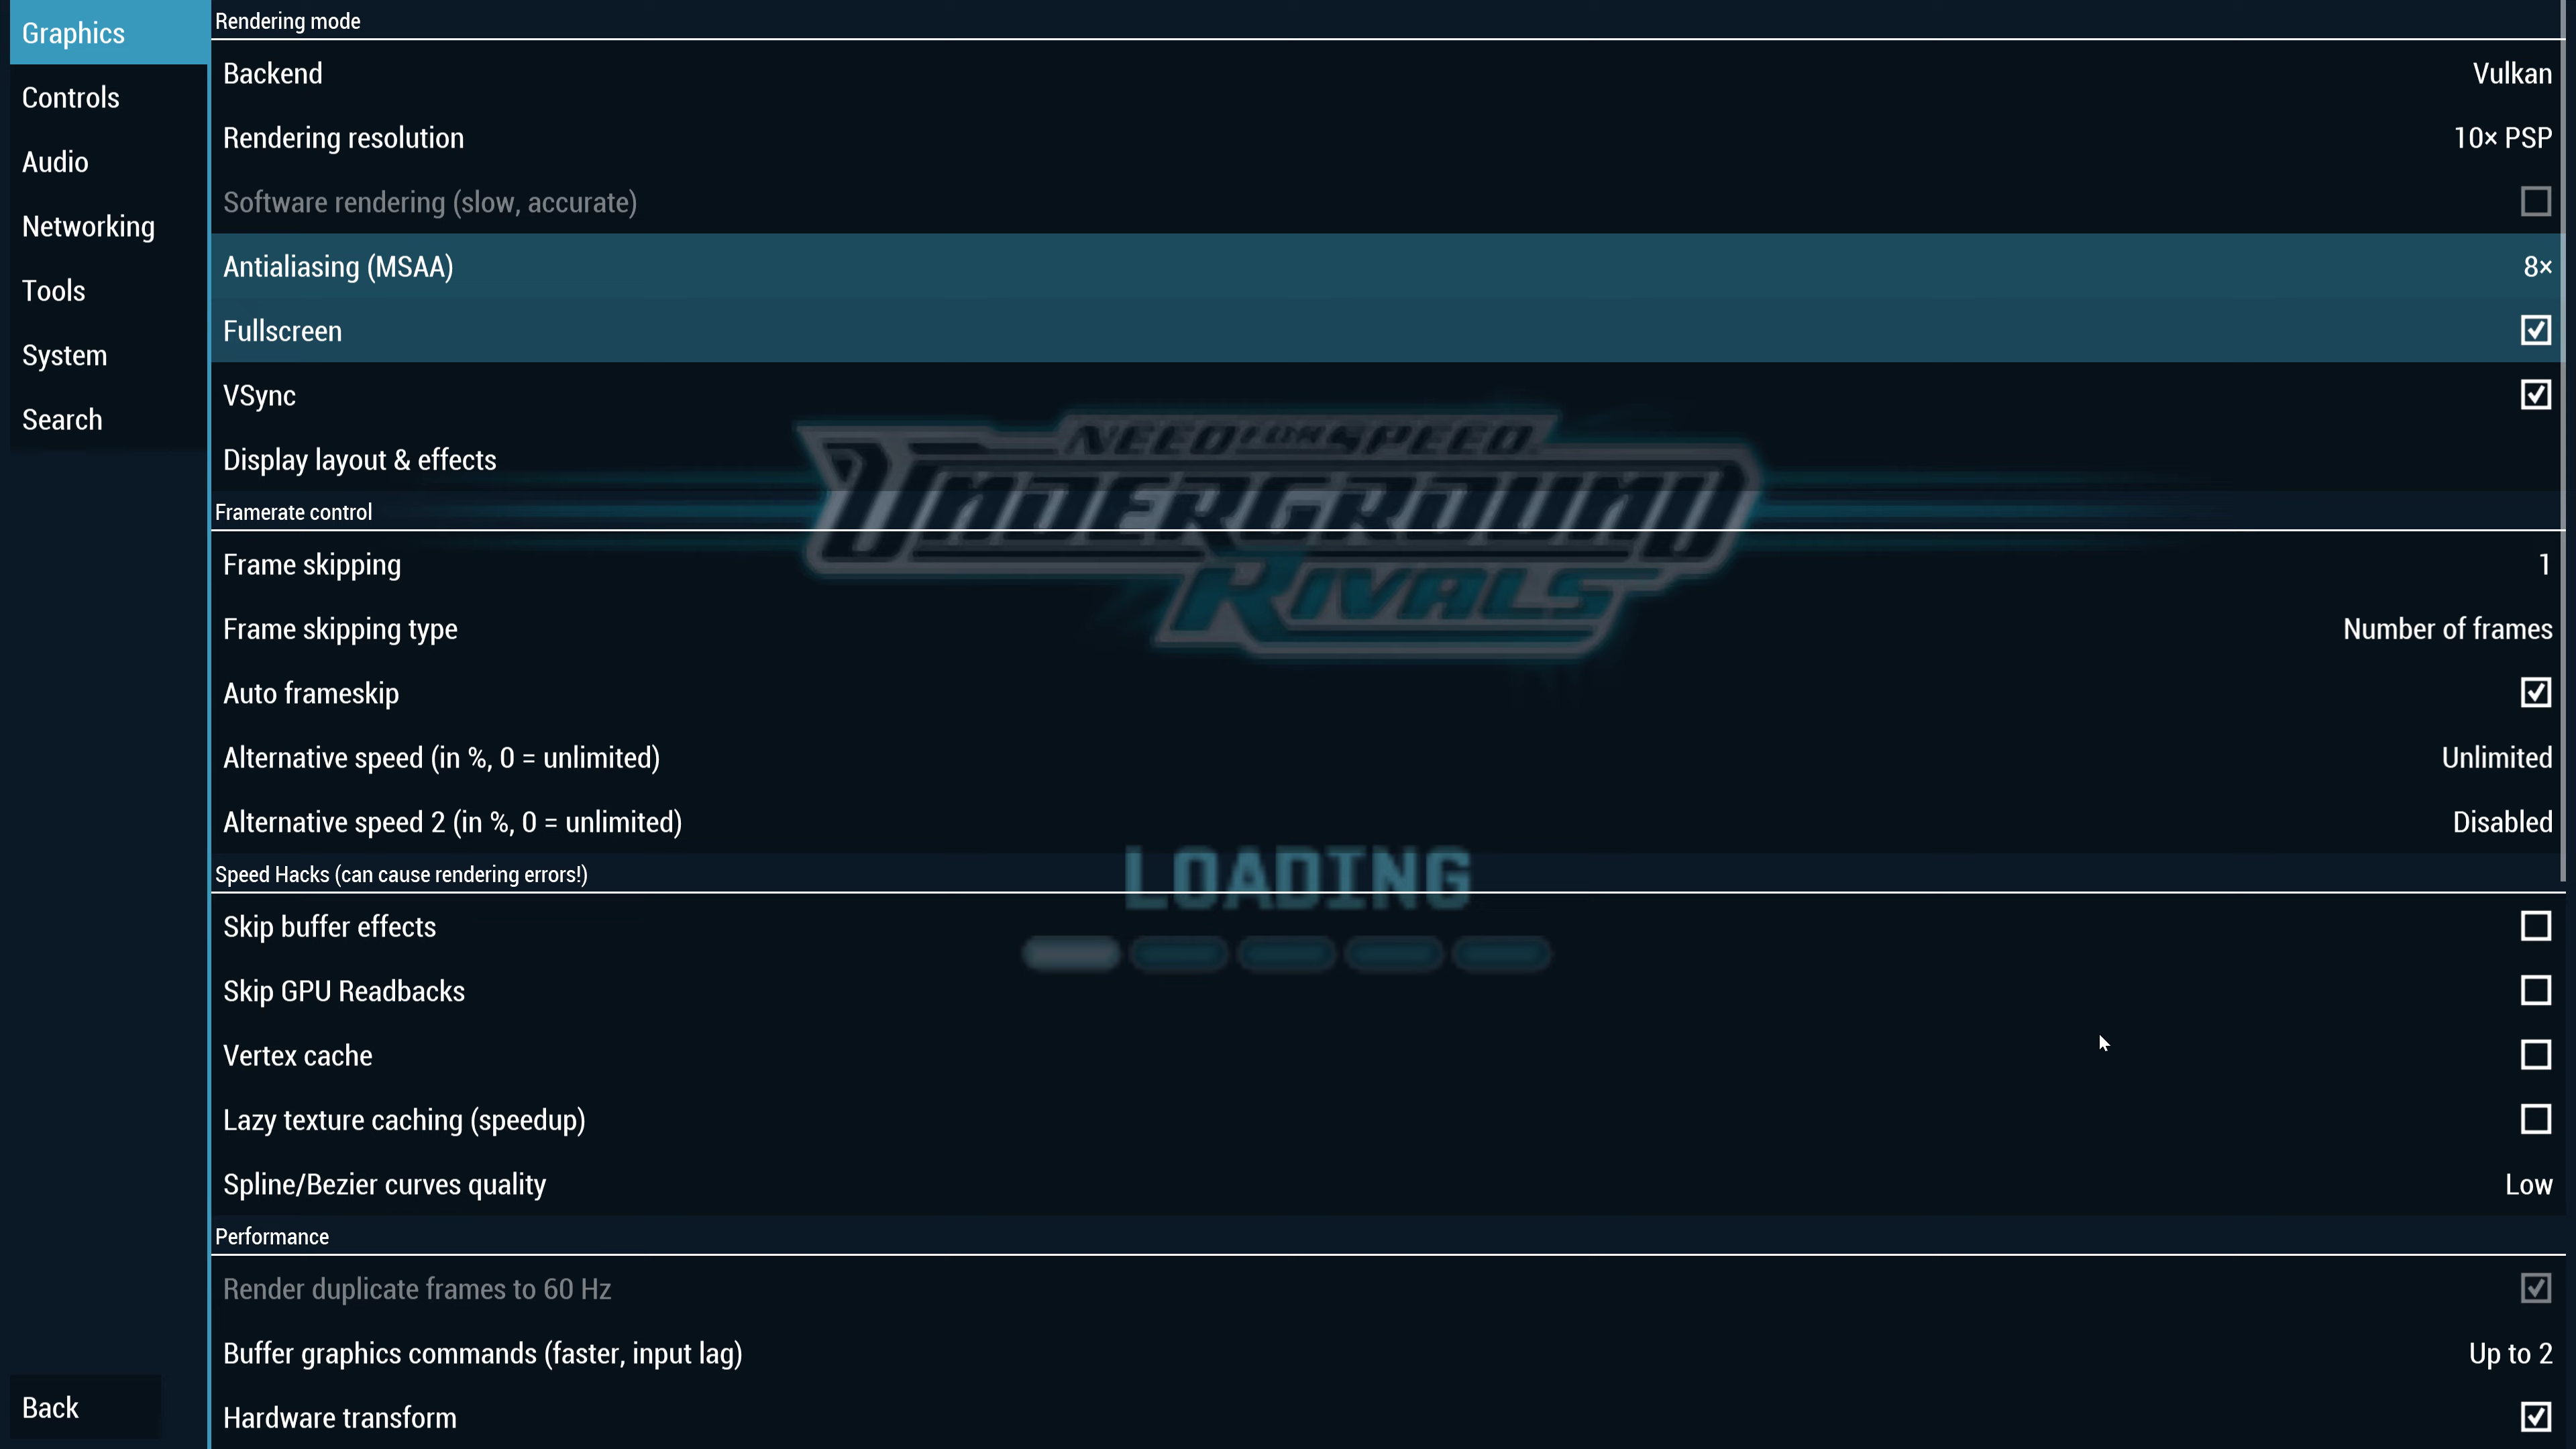 Graphics
Controls
Audio
Networking
Tools
System
Search
Back
Rendering mode
Backend Vulkan
Rendering resolution 10× PSP
Software rendering (slow, accurate)
Antialiasing (MSAA) 8×
Fullscreen
VSync
Display layout & effects
Framerate control
Frame skipping 1
Frame skipping type Number of frames
Auto frameskip
Alternative speed (in %, 0 = unlimited) Unlimited
Alternative speed 2 (in %, 0 = unlimited) Disabled
Speed Hacks (can cause rendering errors!)
Skip buffer effects
Skip GPU Readbacks
Vertex cache
Lazy texture caching (speedup)
Spline/Bezier curves quality Low
Performance
Render duplicate frames to 60 Hz
Buffer graphics commands (faster, input lag) Up to 2
Hardware transform
NEED FOR SPEED
UNDERGROUND
RIVALS
LOADING